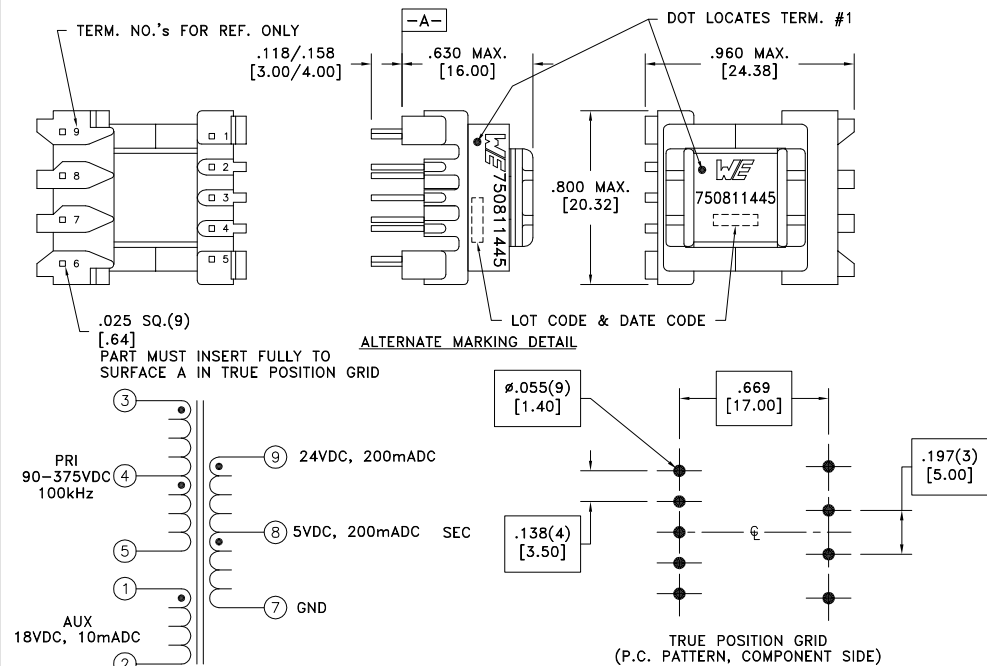 TERM. NO.'s FOR REF. ONLY
-A-
DOT LOCATES TERM. #1
.118/.158
[3.00/4.00]
.630 MAX.
[16.00]
.960 MAX.
[24.38]
9
8
7
6
1
2
3
4
5
WE 750811445
.800 MAX.
[20.32]
WE
750811445
.025 SQ.(9)
[.64]
LOT CODE & DATE CODE
ALTERNATE MARKING DETAIL
PART MUST INSERT FULLY TO
SURFACE A IN TRUE POSITION GRID
3
PRI
90-375VDC
100kHz
4
5
1
AUX
18VDC, 10mADC
2
9 24VDC, 200mADC
8 5VDC, 200mADC SEC
7 GND
ø.055(9)
[1.40]
.669
[17.00]
.197(3)
[5.00]
.138(4)
[3.50]
℄
TRUE POSITION GRID
(P.C. PATTERN, COMPONENT SIDE)